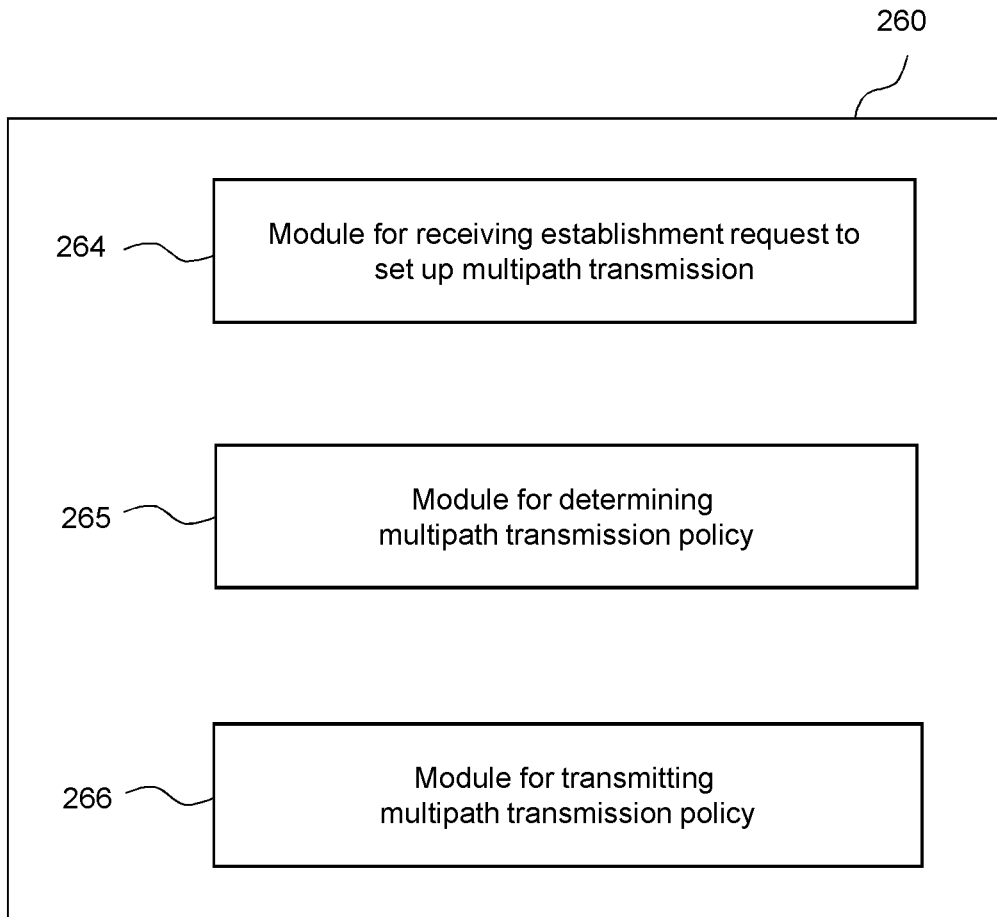 260
264
Module for receiving establishment request to
set up multipath transmission
265
Module for determining
multipath transmission policy
266
Module for transmitting
multipath transmission policy